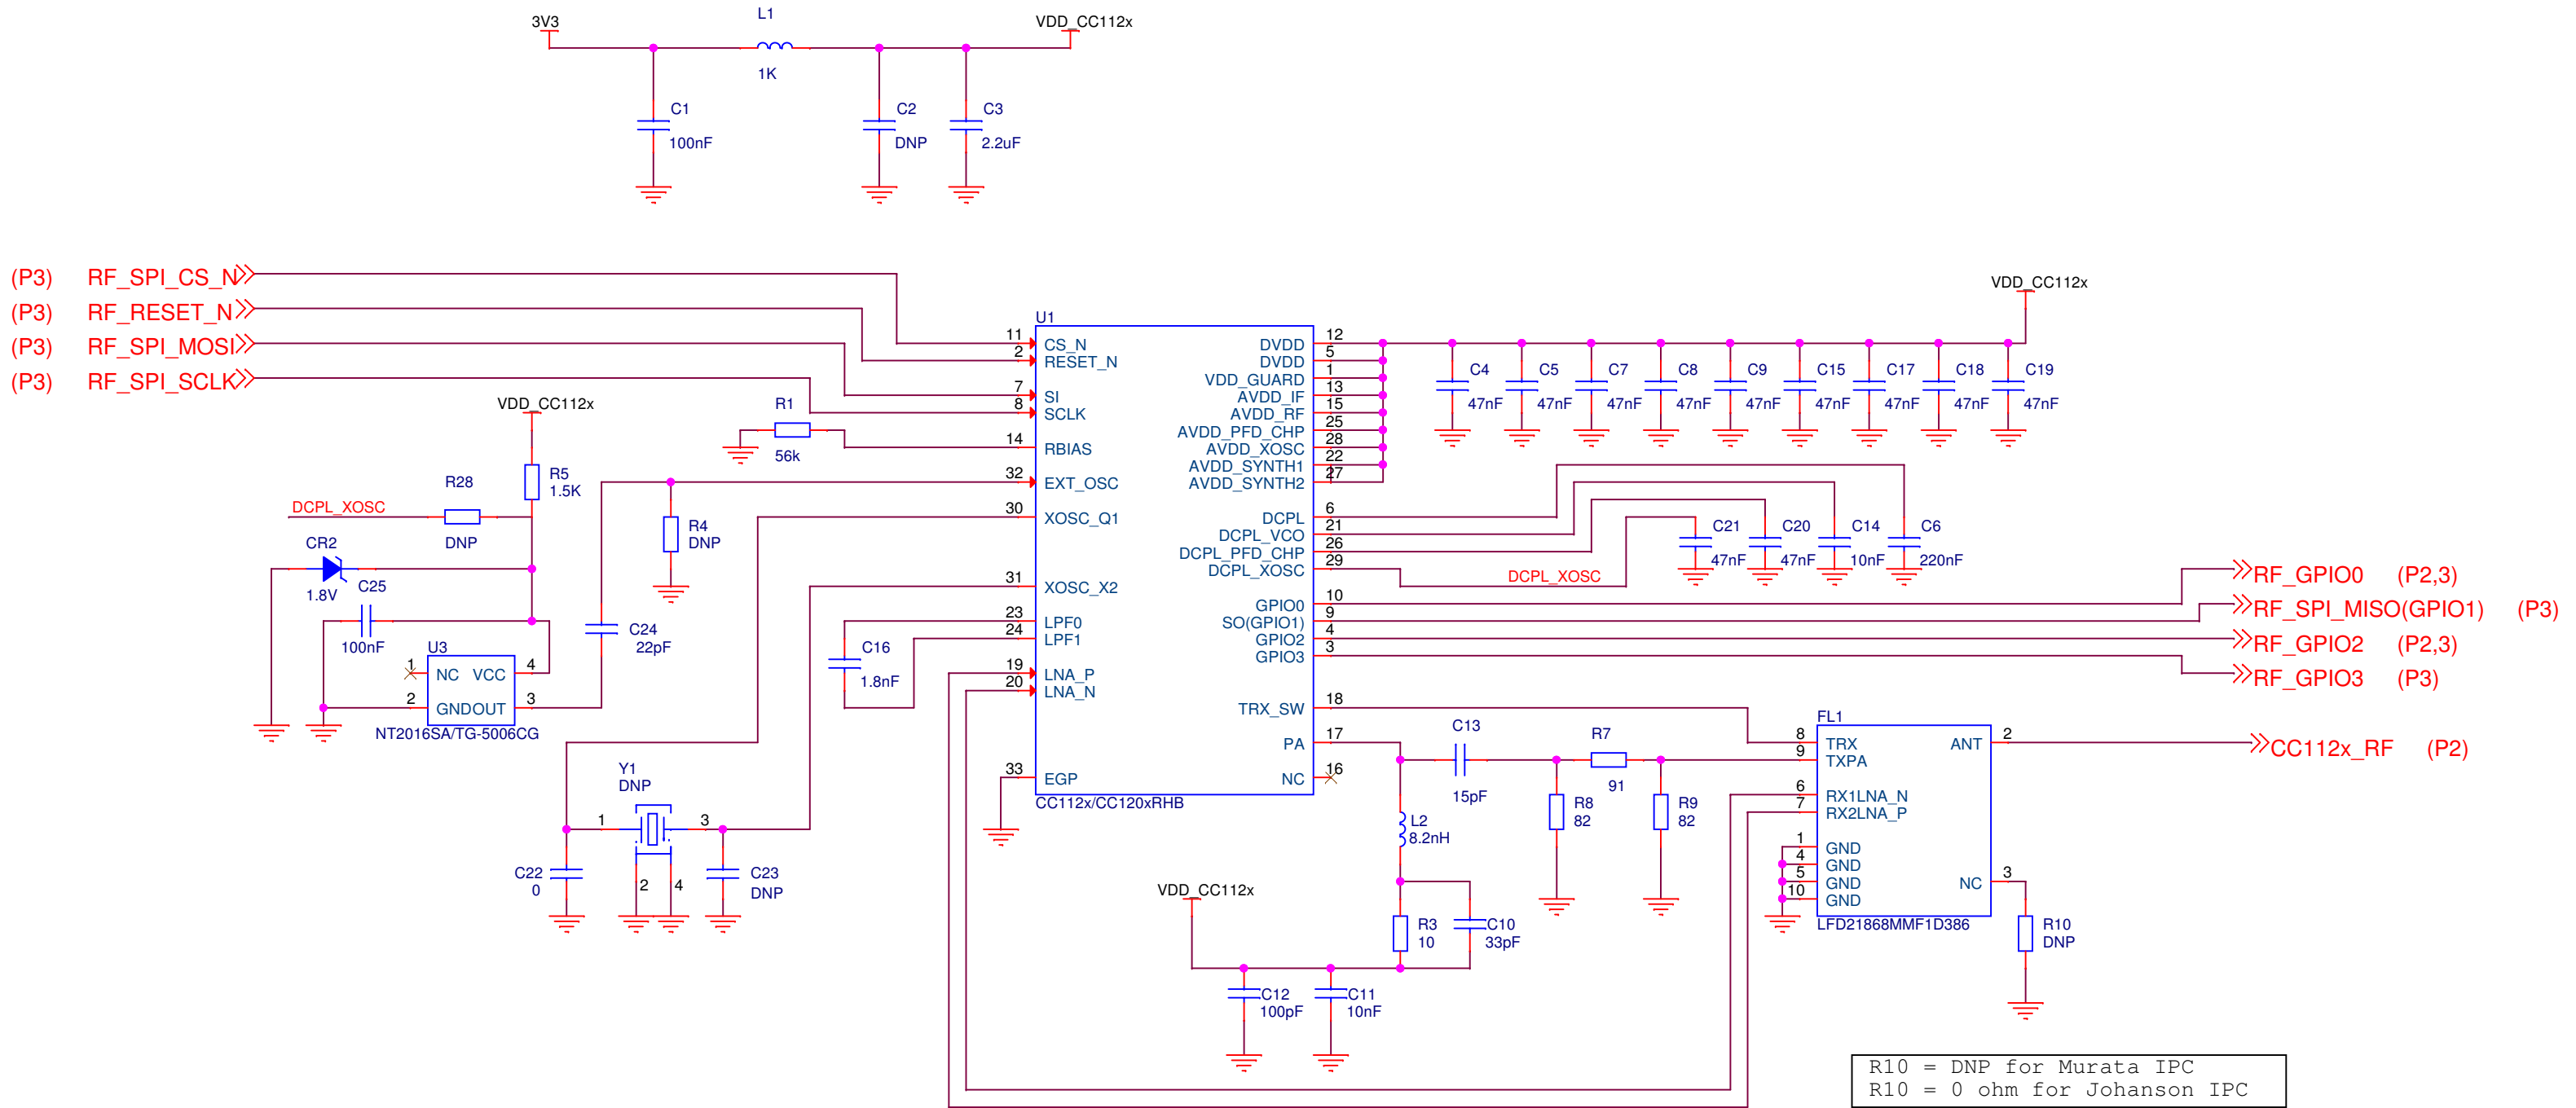 3V3
L1
1K
VDD_CC112x
C1
100nF
C2
DNP
C3
2.2uF
(P3) RF_SPI_CS_N
(P3) RF_RESET_N
(P3) RF_SPI_MOSI
(P3) RF_SPI_SCLK
VDD_CC112x
R5
1.5K
R28
DNP
DCPL_XOSC
CR2
1.8V
C25
100nF
U3
1 NC VCC 4
2 GND OUT 3
NT2016SA/TG-5006CG
C24
22pF
R4
DNP
R1
56k
Y1
DNP
1
3
2
4
C22
0
C23
DNP
C16
1.8nF
U1
11 CS_N
2 RESET_N
7 SI
8 SCLK
14 RBIAS
32 EXT_OSC
30 XOSC_Q1
31 XOSC_X2
23 LPF0
24 LPF1
19 LNA_P
20 LNA_N
33 EGP
DVDD 12
DVDD 5
VDD_GUARD 1
AVDD_IF 13
AVDD_RF 15
AVDD_PFD_CHP 25
AVDD_XOSC 28
AVDD_SYNTH1 22
AVDD_SYNTH2 27
DCPL 6
DCPL_VCO 21
DCPL_PFD_CHP 26
DCPL_XOSC 29
GPIO0 10
SO(GPIO1) 9
GPIO2 4
GPIO3 3
TRX_SW 18
PA 17
NC 16
CC112x/CC120xRHB
VDD_CC112x
C4
47nF
C5
47nF
C7
47nF
C8
47nF
C9
47nF
C15
47nF
C17
47nF
C18
47nF
C19
47nF
C21
47nF
C20
47nF
C14
10nF
C6
220nF
DCPL_XOSC
RF_GPIO0 (P2,3)
RF_SPI_MISO(GPIO1) (P3)
RF_GPIO2 (P2,3)
RF_GPIO3 (P3)
C13
15pF
R7
91
R8
82
R9
82
L2
8.2nH
R3
10
C10
33pF
VDD_CC112x
C12
100pF
C11
10nF
FL1
8 TRX
9 TXPA
6 RX1LNA_N
7 RX2LNA_P
1 GND
4 GND
5 GND
10 GND
ANT 2
NC 3
LFD21868MMF1D386
CC112x_RF (P2)
R10
DNP
R10 = DNP for Murata IPC
R10 = 0 ohm for Johanson IPC